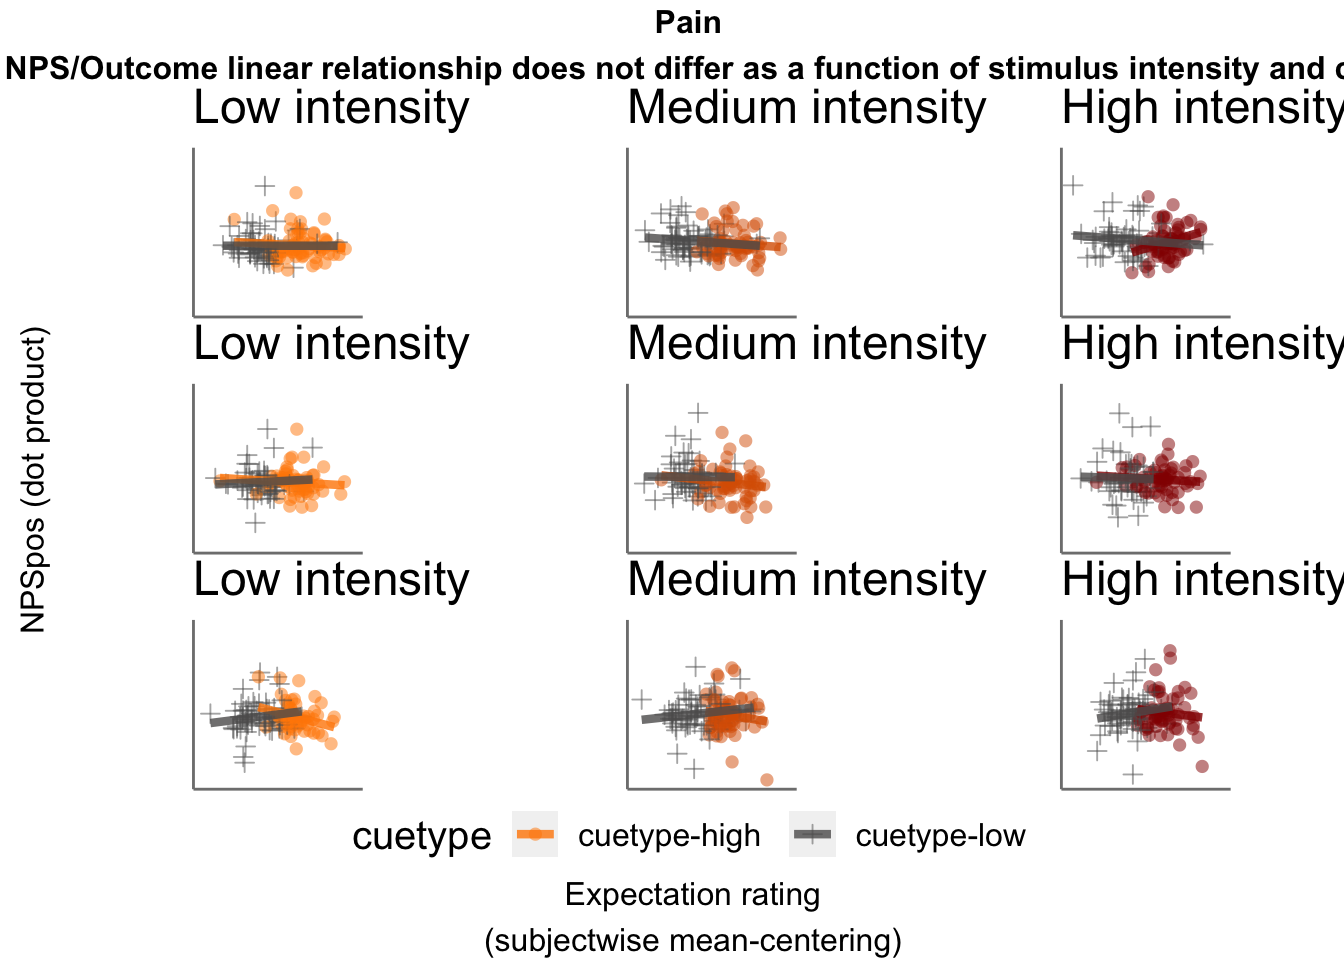 Pain
NPS/Outcome linear relationship does not differ as a function of stimulus intensity and
Low intensity Medium intensity High intensity
Low intensity Medium intensity High intensity
Low intensity Medium intensity High intensity
NPSpos (dot product)
cuetype cuetype-high cuetype-low
Expectation rating
(subjectwise mean-centering)